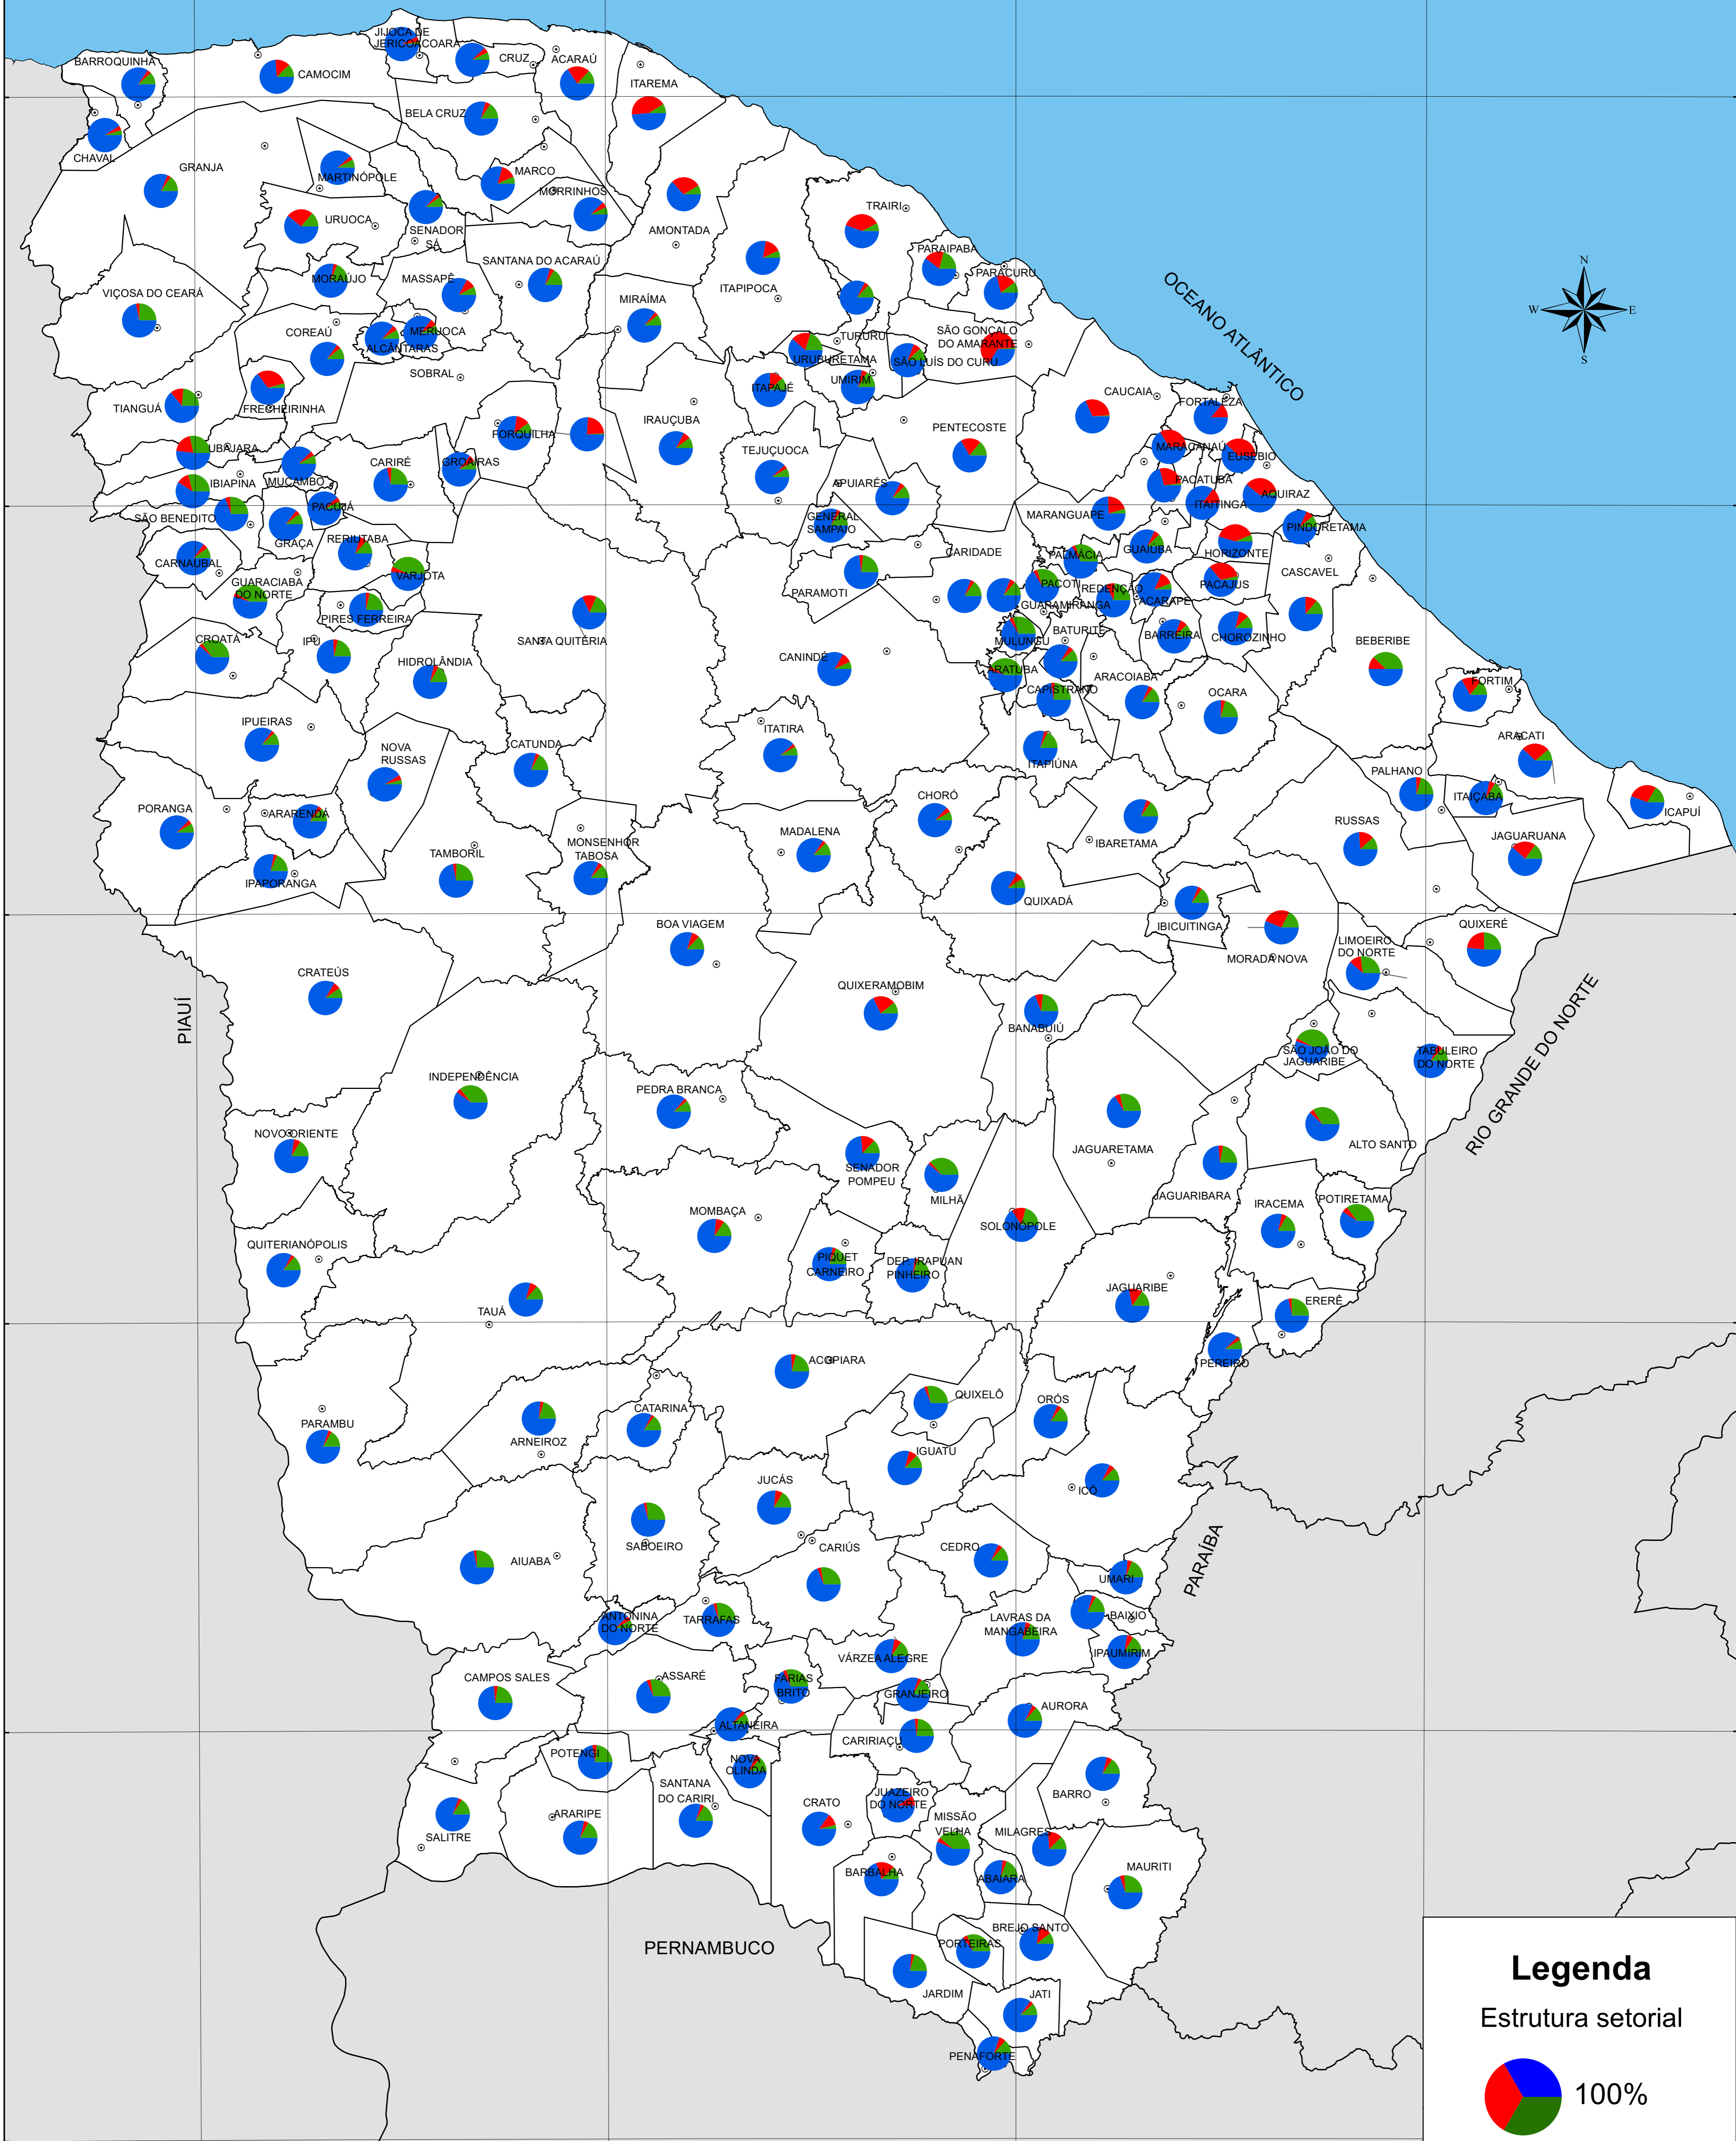 JIJOCA DE
JERICOACOARA
CRUZ
ACARAÚ
BARROQUINHA
CAMOCIM
ITAREMA
BELA CRUZ
CHAVAL
GRANJA
MARTINÓPOLE
MARCO
MORRINHOS
URUOCA
SENADOR
SÁ
AMONTADA
TRAIRI
PARAIPABA
PARACURU
SANTANA DO ACARAÚ
MORAÚJO
MASSAPÊ
ITAPIPOCA
VIÇOSA DO CEARÁ
MIRAÍMA
COREAÚ
MERUOCA
ALCÂNTARAS
TURURU
SÃO GONÇALO
DO AMARANTE
URUBURETAMA
SÃO LUÍS DO CURU
SOBRAL
ITAPAJÉ
UMIRIM
OCEANO ATLÂNTICO
N
W
E
S
CAUCAIA
FORTALEZA
TIANGUÁ
FRECHEIRINHA
FORQUILHA
IRAUÇUBA
PENTECOSTE
MARACANAÚ
EUSÉBIO
UBAJARA
TEJUÇUOCA
CARIRÉ
GROAIRAS
MUCAMBO
IBIAPINA
APUIARÉS
PACATUBA
ITAITINGA
AQUIRAZ
SÃO BENEDITO
PACUJÁ
MARANGUAPE
GENERAL
SAMPAIO
PINDORETAMA
GRAÇA
RERIUTABA
CARIDADE
PALMÁCIA
GUAIÚBA
HORIZONTE
CARNAUBAL
VARJOTA
CASCAVEL
GUARACIABA
DO NORTE
PARAMOTI
PACOTI
REDENÇÃO
PACAJUS
GUARAMIRANGA
ACARAPE
PIRES FERREIRA
CROATÁ
IPU
SANTA QUITÉRIA
MULUNGU
BATURITÉ
BARREIRA
CHOROZINHO
BEBERIBE
HIDROLÂNDIA
CANINDÉ
ARATUBA
ARACOIABA
CAPISTRANO
OCARA
FORTIM
IPUEIRAS
NOVA
RUSSAS
CATUNDA
ITATIRA
ITAPIÚNA
ARACATI
PALHANO
ITAIÇABA
ICAPUÍ
PORANGA
ARARENDÁ
CHORÓ
IBARETAMA
RUSSAS
JAGUARUANA
TAMBORIL
MONSENHOR
TABOSA
MADALENA
IPAPORANGA
QUIXADÁ
IBICUITINGA
MORADA NOVA
BOA VIAGEM
LIMOEIRO
DO NORTE
QUIXERÉ
CRATEÚS
QUIXERAMOBIM
BANABUIÚ
PIAUÍ
SÃO JOÃO DO
JAGUARIBE
TABULEIRO
DO NORTE
RIO GRANDE DO NORTE
INDEPENDÊNCIA
PEDRA BRANCA
NOVO ORIENTE
JAGUARETAMA
ALTO SANTO
SENADOR
POMPEU
MILHÃ
JAGUARIBARA
IRACEMA
POTIRETAMA
MOMBAÇA
SOLONÓPOLE
QUITERIANÓPOLIS
PIQUET
CARNEIRO
DEP. IRAPUAN
PINHEIRO
TAUÁ
JAGUARIBE
ERERÊ
PEREIRO
ACOPIARA
QUIXELÔ
ORÓS
PARAMBU
ARNEIROZ
CATARINA
IGUATU
JUCÁS
ICÓ
AIUABA
SABOEIRO
CARIÚS
CEDRO
UMARI
PARAÍBA
ANTONINA
DO NORTE
TARRAFAS
LAVRAS DA
MANGABEIRA
BAIXIO
IPAUMIRIM
VÁRZEA ALEGRE
CAMPOS SALES
ASSARÉ
FARIAS
BRITO
GRANJEIRO
AURORA
ALTANEIRA
CARIRIAÇU
POTENGI
NOVA
OLINDA
SANTANA
DO CARIRI
JUAZEIRO
DO NORTE
BARRO
CRATO
MISSÃO
VELHA
MILAGRES
SALITRE
ARARIPE
BARBALHA
ABAIARA
MAURITI
BREJO SANTO
PORTEIRAS
PERNAMBUCO
JARDIM
JATI
PENAFORTE
Legenda
Estrutura setorial
100%